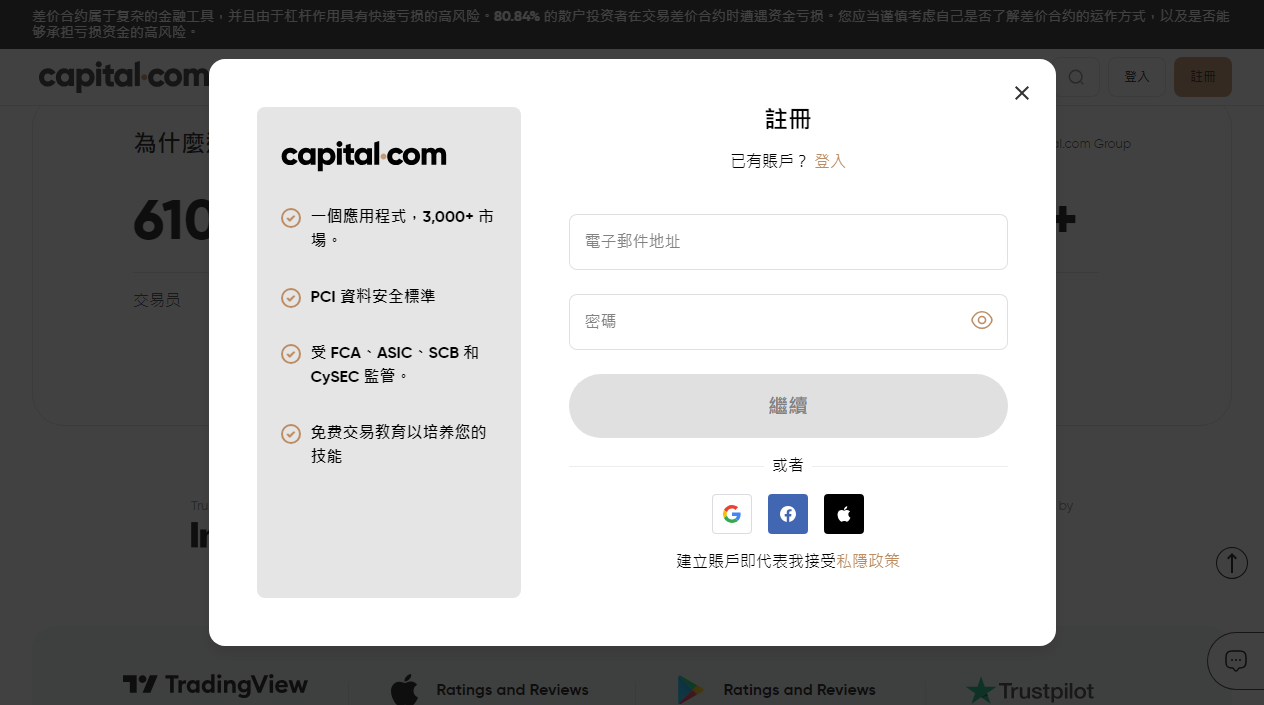 差价合约属于复杂的金融工具，并且由于杠杆作用具有快速亏损的高风险。80.84% 的散户投资者在交易差价合约时遭遇资金亏损。您应当谨慎考虑自己是否了解差价合约的运作方式，以及是否能
够承担亏损资金的高风险。
capital.com
登入
註冊
為什麼
al.com Group
610
+
交易员
capital.com
一個應用程式，3,000+ 市
場。
PCI 資料安全標準
受 FCA、ASIC、SCB 和
CySEC 監管。
免费交易教育以培养您的
技能
註冊
已有賬戶？ 登入
電子郵件地址
密碼
繼續
或者
建立賬戶即代表我接受私隱政策
Tru
by
In
TradingView
Ratings and Reviews
Ratings and Reviews
Trustpilot